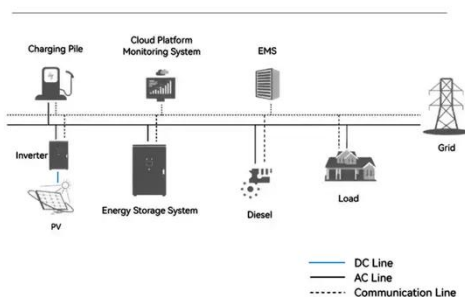 Charging Pile
Cloud Platform
Monitoring System
EMS
Grid
Inverter
PV
Energy Storage System
Diesel
Load
DC Line
AC Line
Communication Line